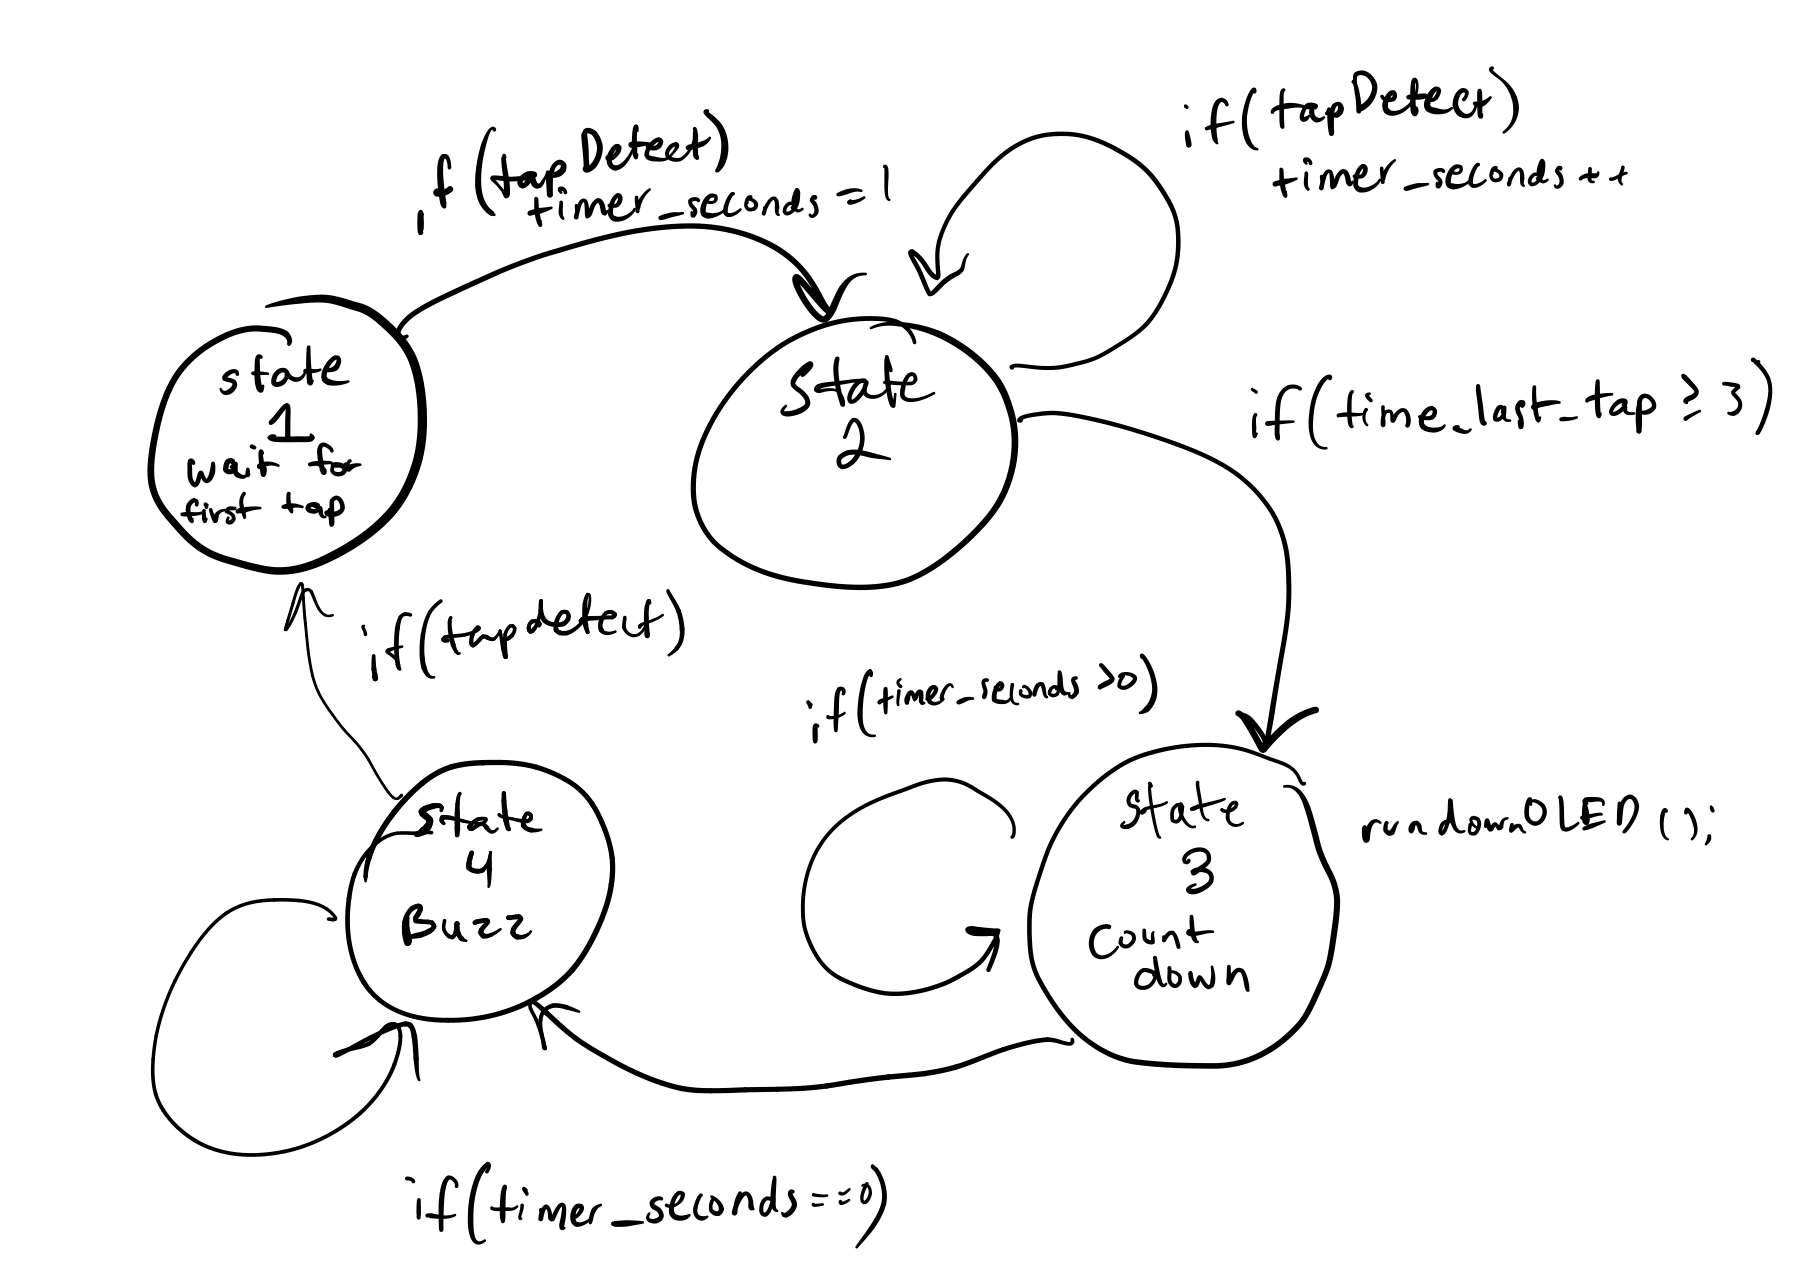 if(tapDetect)
timer_seconds = 1
if(tapDetect)
timer_seconds++
state
1
wait for
first tap
state
2
if(time_last_tap ≥ 3)
if(tapdetect)
if(timer_seconds >0)
state
4
Buzz
state
3
count
down
rundownOLED();
if(timer_seconds==0)